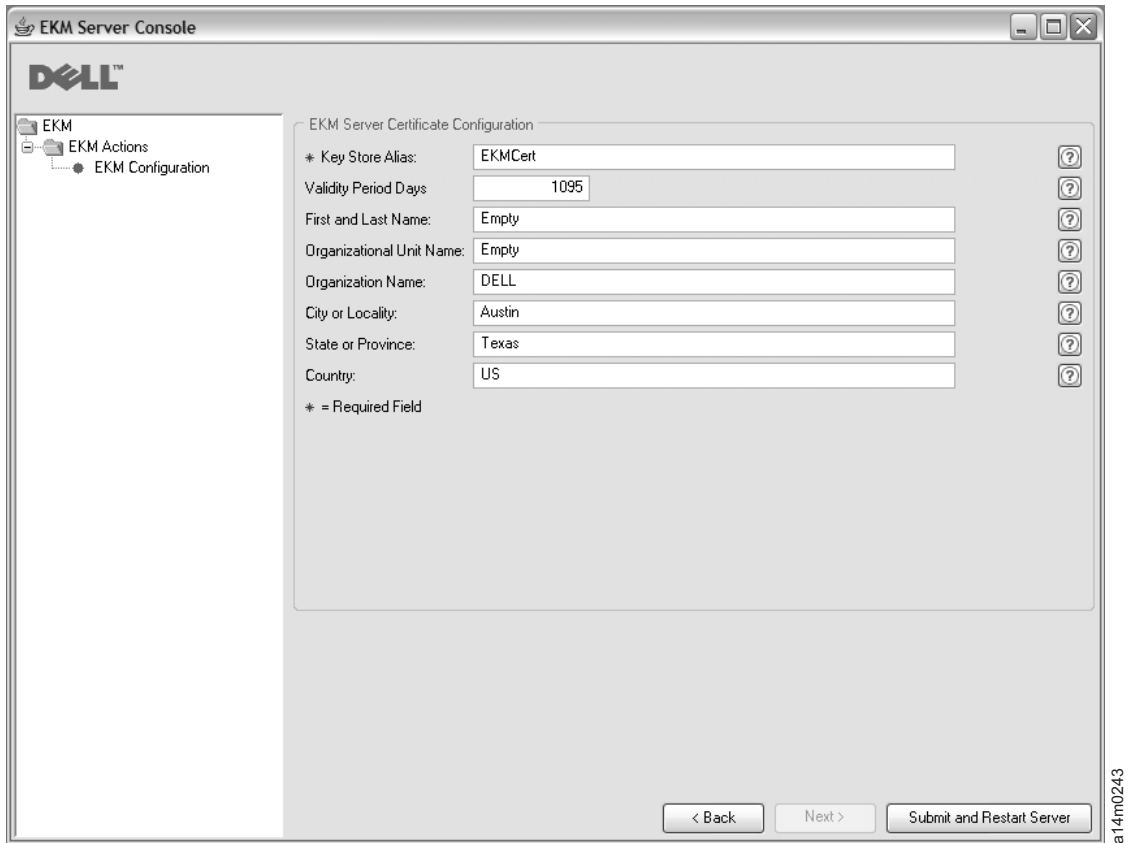 EKM Server Console
DELL™
EKM
EKM Actions
EKM Configuration
EKM Server Certificate Configuration
* Key Store Alias: EKMCert
Validity Period Days 1095
First and Last Name: Empty
Organizational Unit Name: Empty
Organization Name: DELL
City or Locality: Austin
State or Province: Texas
Country: US
* = Required Field
< Back Next > Submit and Restart Server
a14m0243